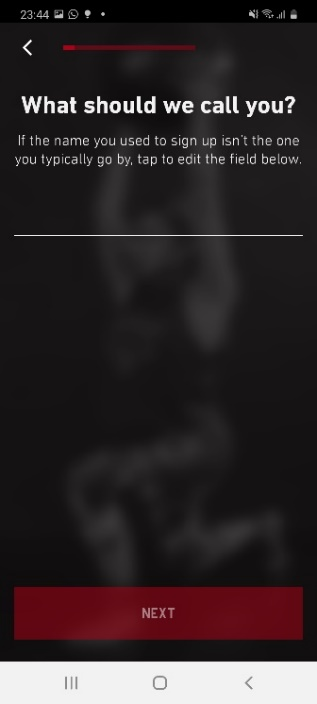 23:44
What should we call you?
If the name you used to sign up isn't the one
you typically go by, tap to edit the field below.
NEXT